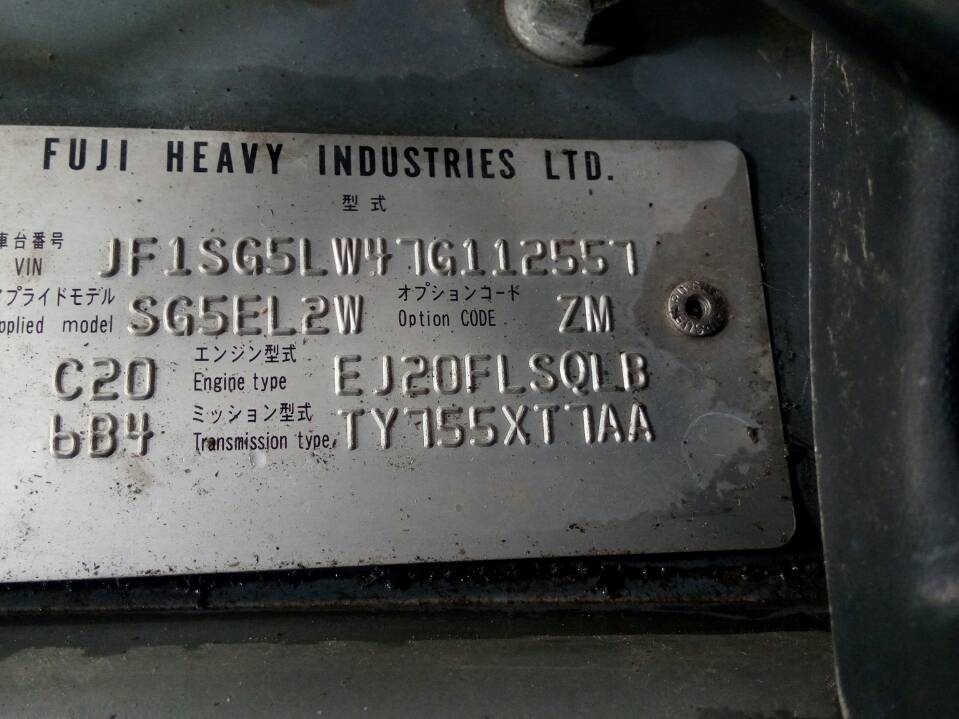 FUJI HEAVY INDUSTRIES LTD.
型式
車台番号
VIN JF1SG5LW47G112557
プライドモデル オプションコード
pplied model SG5EL2W Option CODE ZM
C20 エンジン型式
Engine type EJ20FLSQLB
6B4 ミッション型式
Transmission type TY755XT7AA